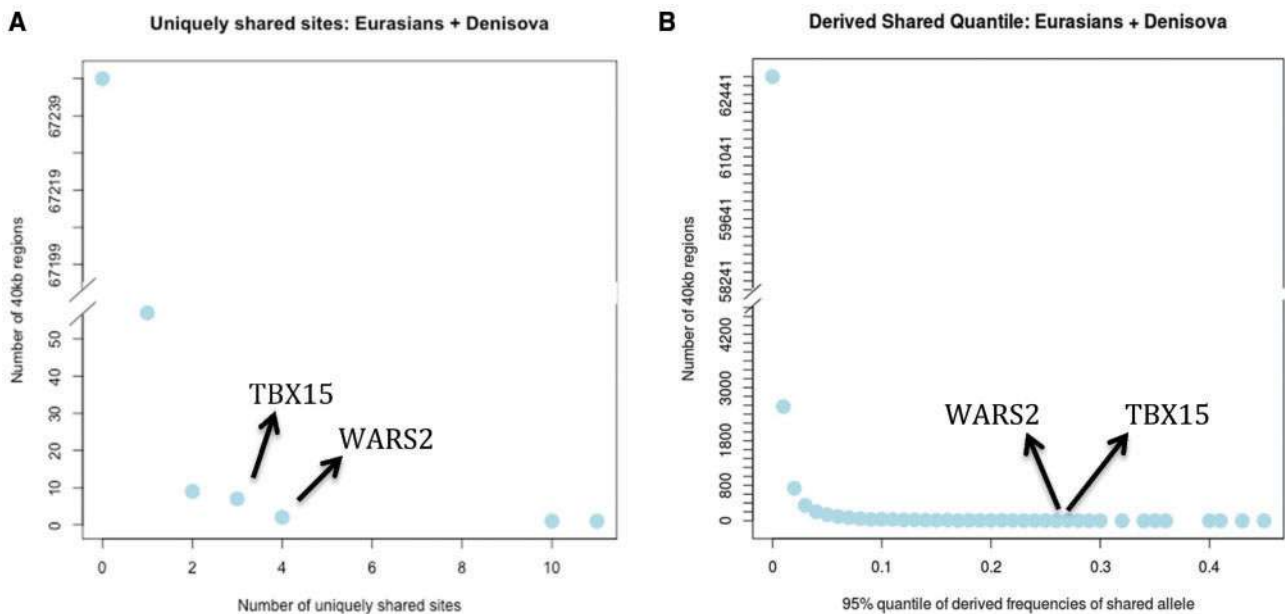 A
Uniquely shared sites: Eurasians + Denisova
Number of 40kb regions
67239
67219
67199
50
40
30
20
10
0
TBX15
WARS2
0 2 4 6 8 10
Number of uniquely shared sites
B
Derived Shared Quantile: Eurasians + Denisova
Number of 40kb regions
62441
61041
59641
58241
4200
3000
1800
800
0
WARS2 TBX15
0 0.1 0.2 0.3 0.4
95% quantile of derived frequencies of shared allele